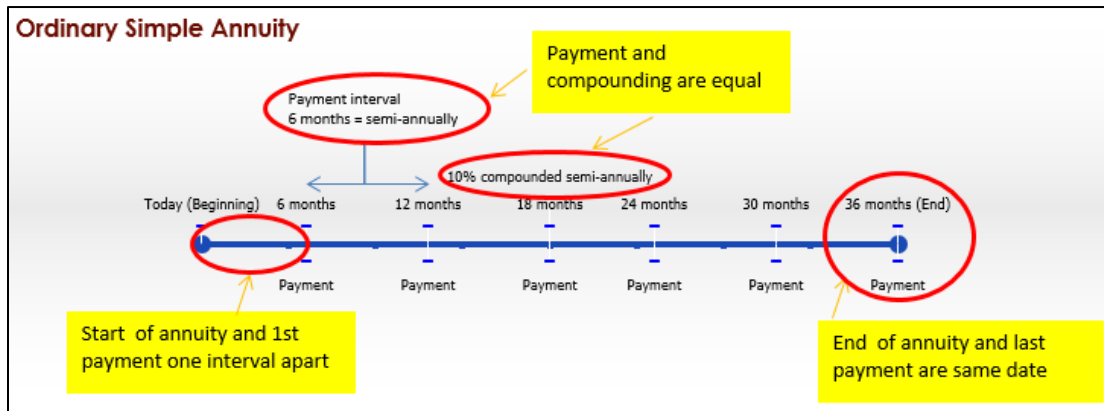 Ordinary Simple Annuity
Payment and
compounding are equal
Payment interval
6 months = semi-annually
10% compounded semi-annually
Today (Beginning) 6 months 12 months 18 months 24 months 30 months 36 months (End)
Payment Payment Payment Payment Payment Payment
Start of annuity and 1st
payment one interval apart
End of annuity and last
payment are same date